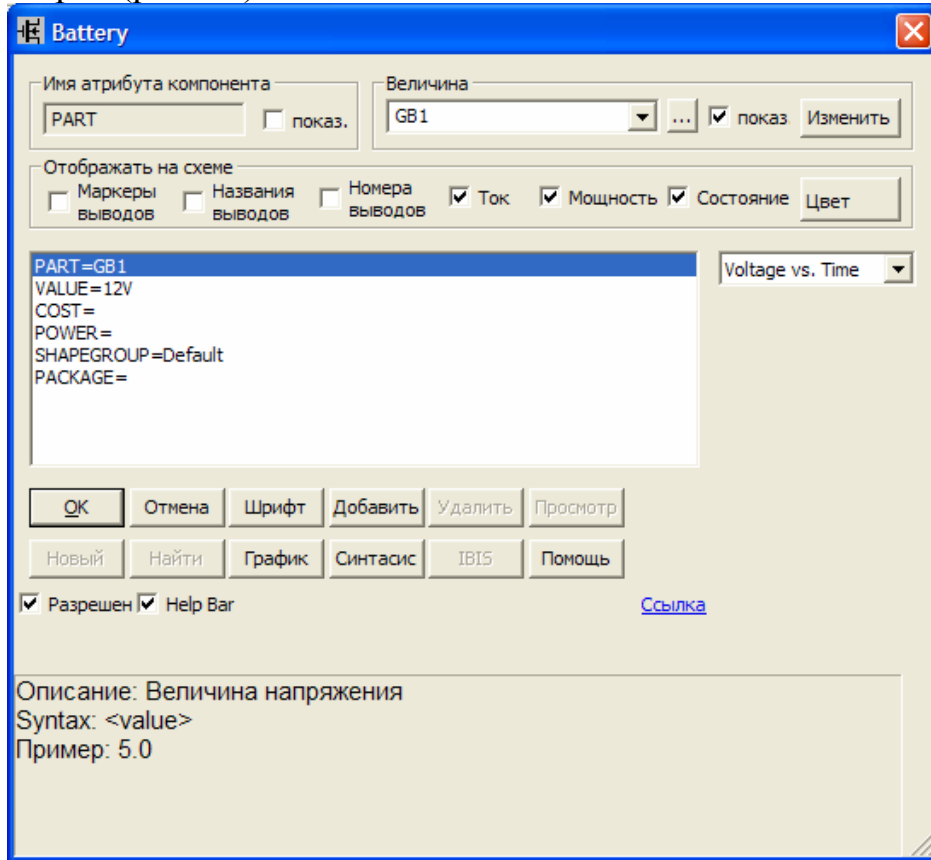 Battery
Имя атрибута компонента
Величина
PART
показ.
GB1
...
показ
Изменить
Отображать на схеме
Маркеры выводов
Названия выводов
Номера выводов
Ток
Мощность
Состояние
Цвет
PART=GB1
Voltage vs. Time
VALUE=12V
COST=
POWER=
SHAPEGROUP=Default
PACKAGE=
OK
Отмена
Шрифт
Добавить
Удалить
Просмотр
Новый
Найти
График
Синтасис
IBIS
Помощь
Разрешен
Help Bar
Ссылка
Описание: Величина напряжения
Syntax: <value>
Пример: 5.0